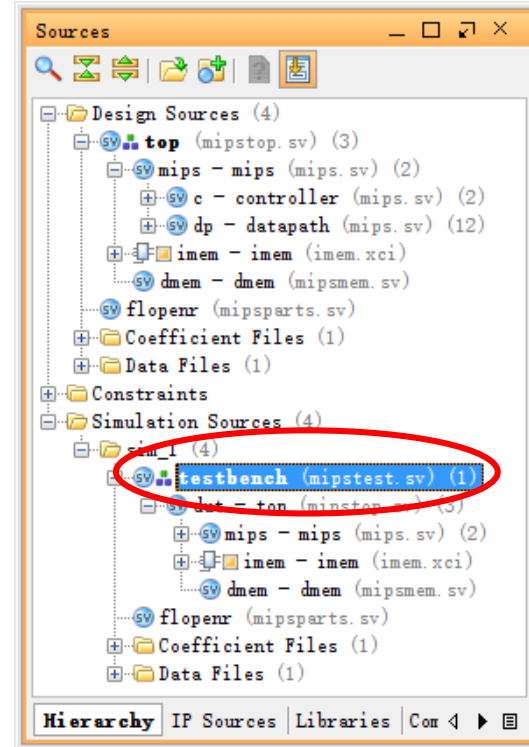 Sources
Design Sources (4)
top (mipstop.sv) (3)
mips - mips (mips.sv) (2)
c - controller (mips.sv) (2)
dp - datapath (mips.sv) (12)
imem - imem (imem.xci)
dmem - dmem (mipsmem.sv)
flopenr (mipsparts.sv)
Coefficient Files (1)
Data Files (1)
Constraints
Simulation Sources (4)
sim_1 (4)
testbench (mipstest.sv) (1)
dut - top (mipstop.sv) (3)
mips - mips (mips.sv) (2)
imem - imem (imem.xci)
dmem - dmem (mipsmem.sv)
flopenr (mipsparts.sv)
Coefficient Files (1)
Data Files (1)
Hierarchy IP Sources Libraries Com